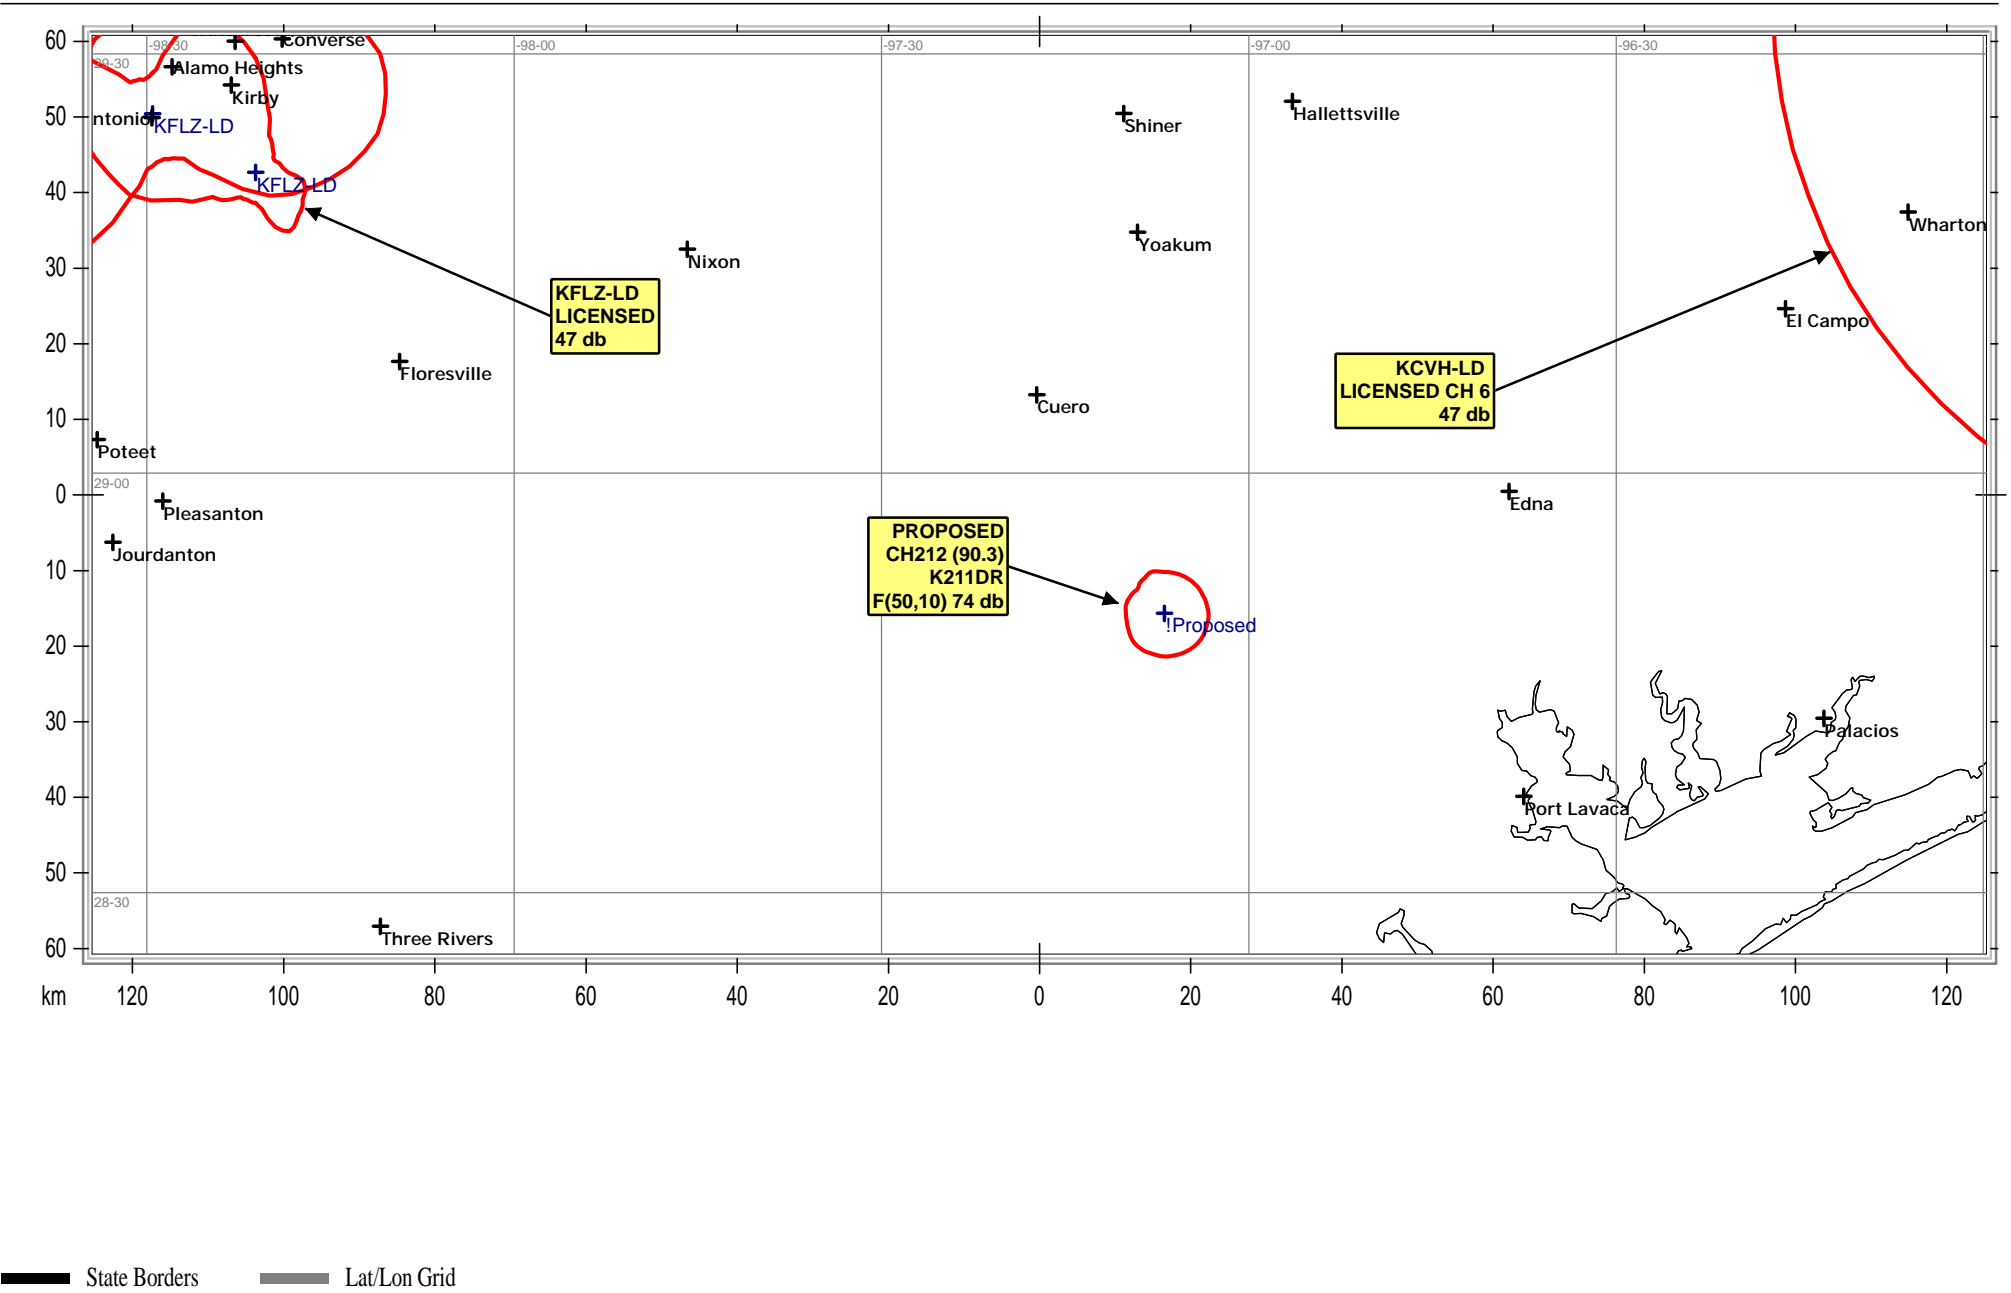 60
50
40
30
20
10
0
10
20
30
40
50
60
-98-30
-98-00
-97-30
-97-00
-96-30
29-30
29-00
28-30
Converse
Alamo Heights
Kirby
ntonio
KFLZ-LD
KFLZ-LD
Shiner
Hallettsville
Wharton
Yoakum
Nixon
KFLZ-LD
LICENSED
47 db
El Campo
Floresville
KCVH-LD
LICENSED CH 6
47 db
Cuero
Poteet
Pleasanton
Edna
Jourdanton
PROPOSED
CH212 (90.3)
K211DR
F(50,10) 74 db
!Proposed
Palacios
Port Lavaca
Three Rivers
km 120 100 80 60 40 20 0 20 40 60 80 100 120
State Borders
Lat/Lon Grid